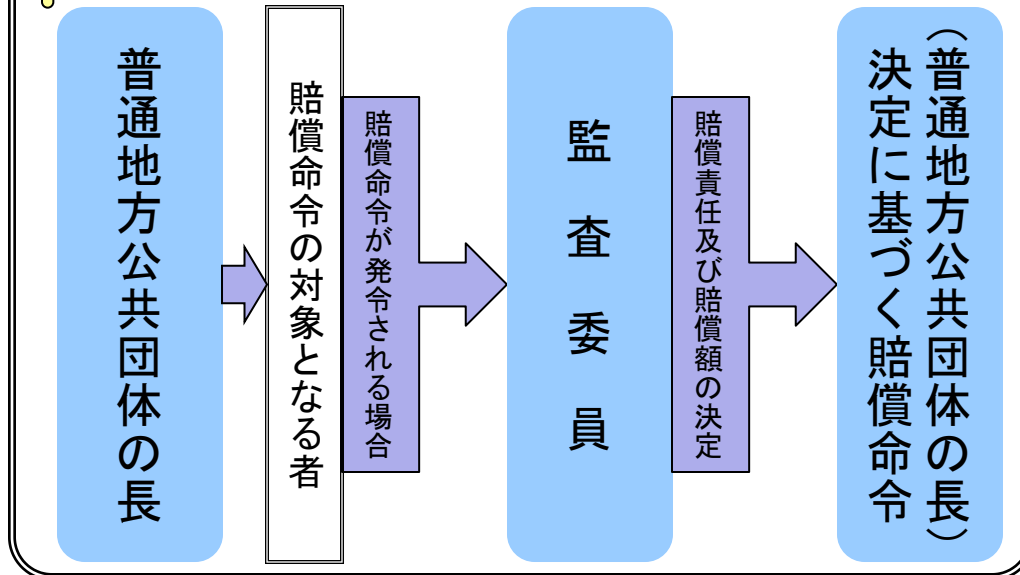 普通地方公共団体の長
賠償命令の対象となる者
賠償命令が発令される場合
監査委員
賠償責任及び賠償額の決定
（普通地方公共団体の長）
決定に基づく賠償命令